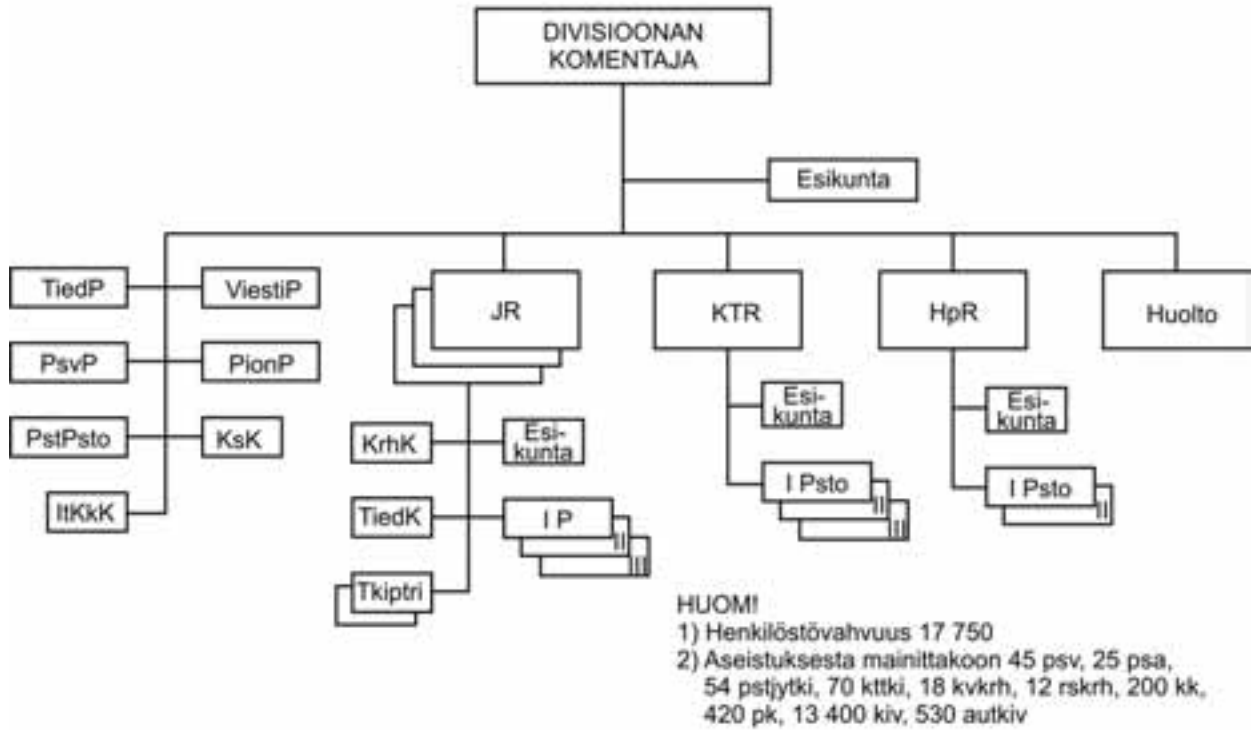 DIVISIOONAN
KOMENTAJA
Esikunta
TiedP
ViestiP
PsvP
PionP
PstPsto
KsK
ItKkK
JR
KrhK
Esi-
kunta
TiedK
I P
II
III
Tkiptri
KTR
Esi-
kunta
I Psto
II
III
HpR
Esi-
kunta
I Psto
II
Huolto
HUOM!
1) Henkilöstövahvuus 17 750
2) Aseistuksesta mainittakoon 45 psv, 25 psa,
54 pstjytki, 70 kttki, 18 kvkrh, 12 rskrh, 200 kk,
420 pk, 13 400 kiv, 530 autkiv